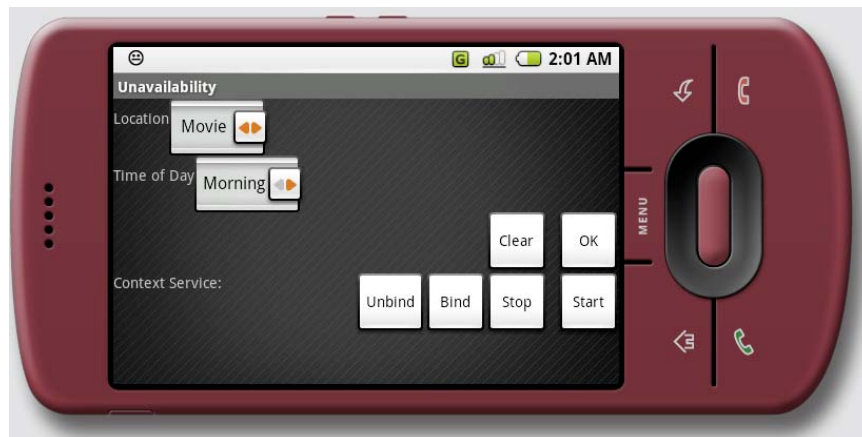 G 2:01 AM
Unavailability
Location Movie
Time of Day Morning
Clear OK
Context Service: Unbind Bind Stop Start
MENU